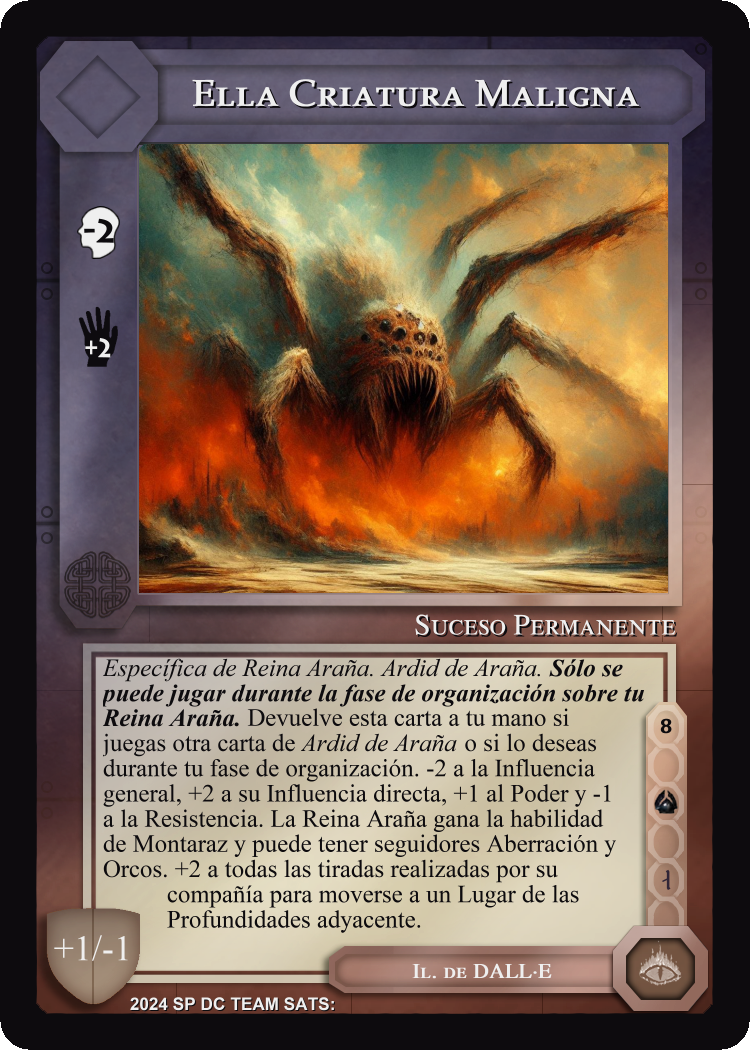 Ella Criatura Maligna
-2
+2
Suceso Permanente
Específica de Reina Araña. Ardid de Araña. Sólo se
puede jugar durante la fase de organización sobre tu
Reina Araña. Devuelve esta carta a tu mano si
juegas otra carta de Ardid de Araña o si lo deseas
durante tu fase de organización. -2 a la Influencia
general, +2 a su Influencia directa, +1 al Poder y -1
a la Resistencia. La Reina Araña gana la habilidad
de Montaraz y puede tener seguidores Aberración y
Orcos. +2 a todas las tiradas realizadas por su
compañía para moverse a un Lugar de las
Profundidades adyacente.
8
+1/-1
Il. de DALL·E
2024 SP DC TEAM SATS: